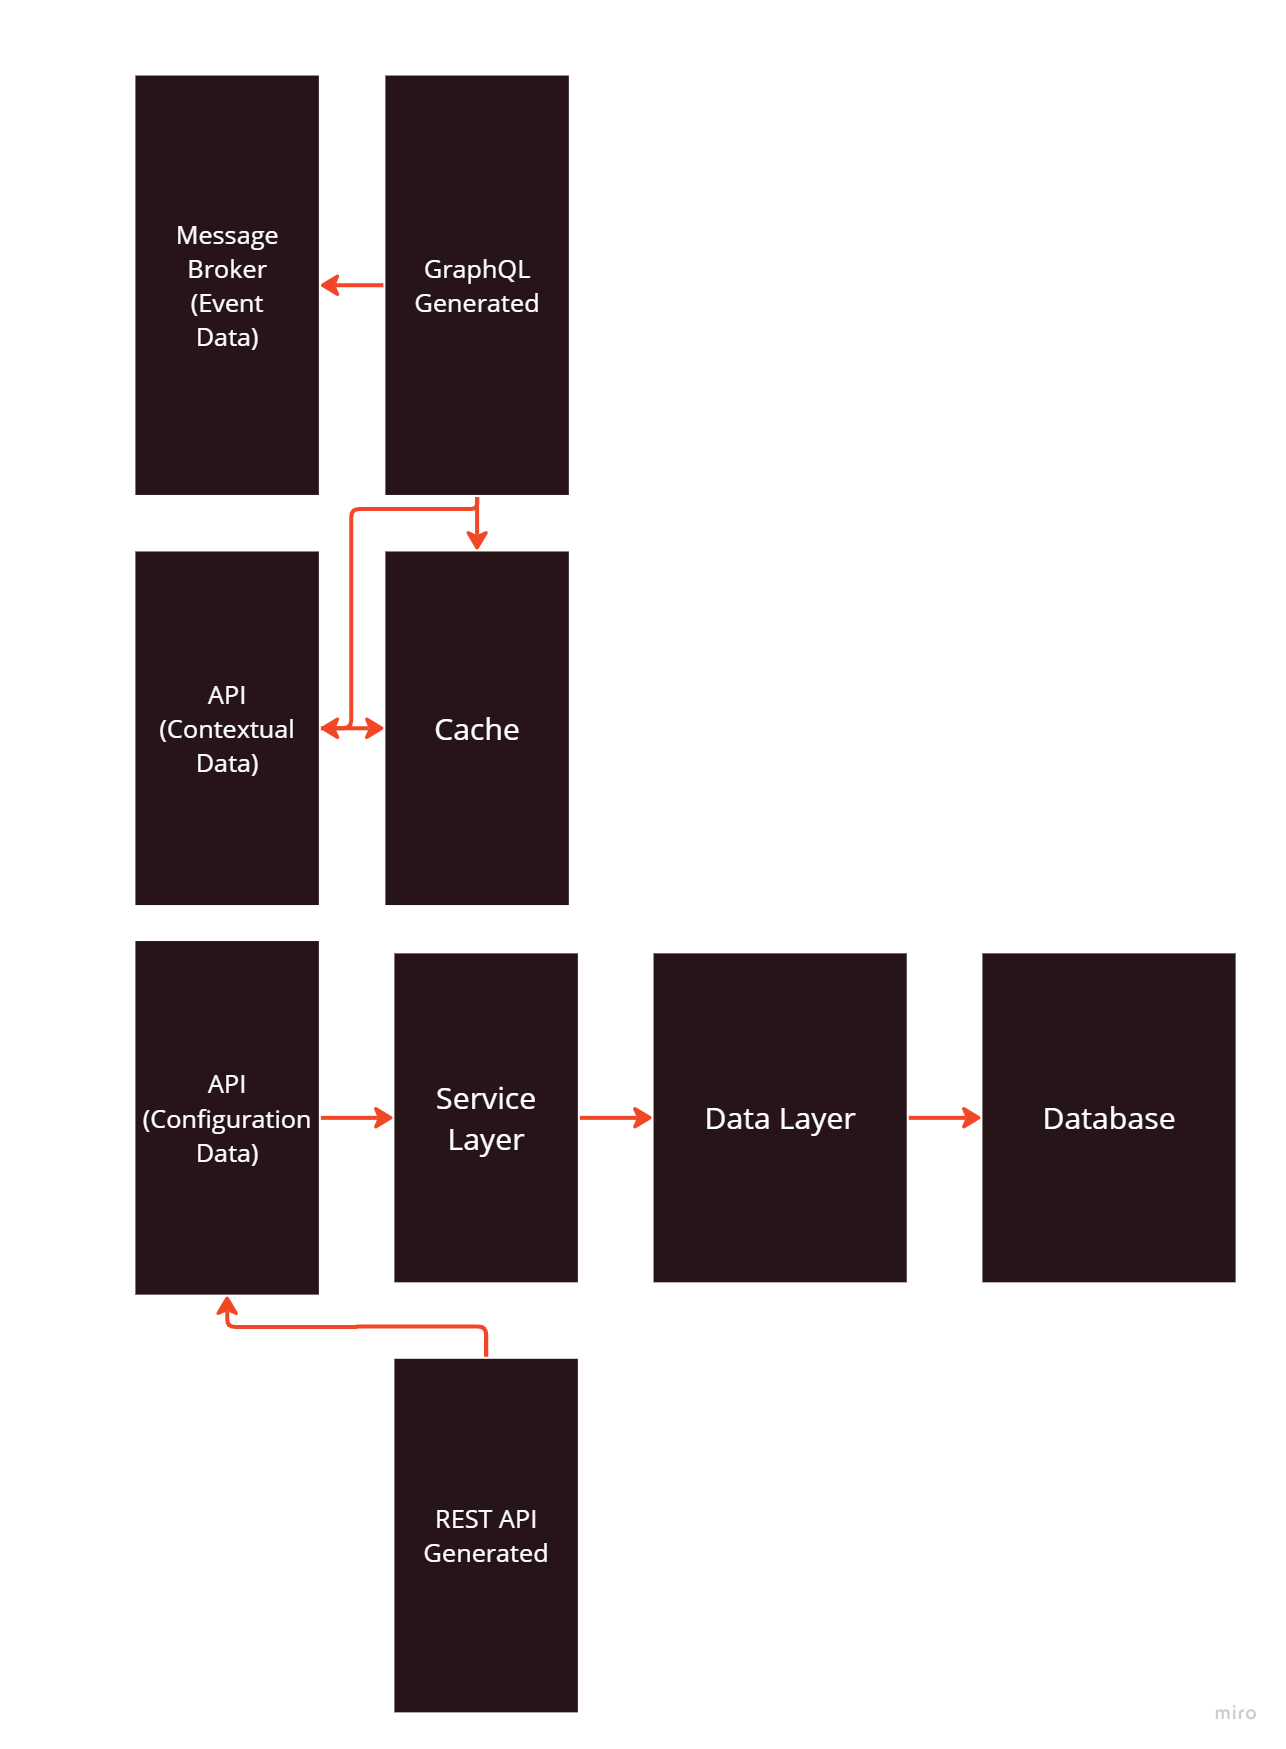 Message
Broker
(Event
Data)
GraphQL
Generated
API
(Contextual
Data)
Cache
API
(Configuration
Data)
Service
Layer
Data Layer
Database
REST API
Generated
miro